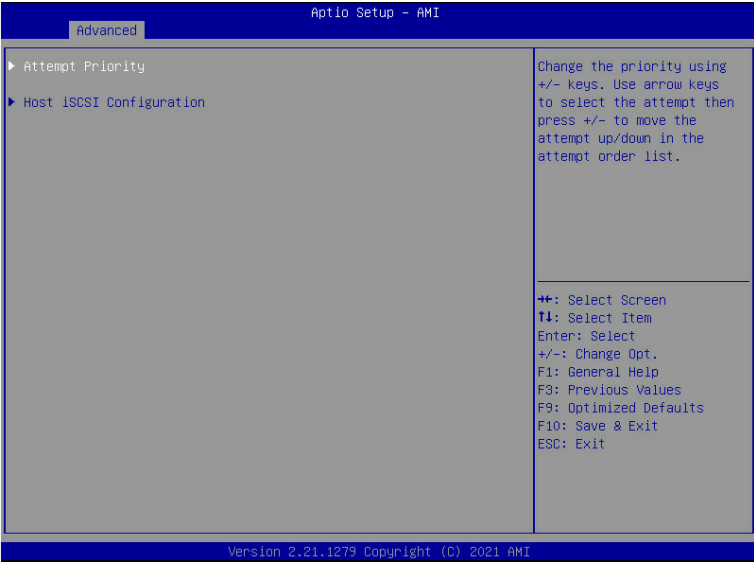 Aptio Setup – AMI
Advanced
▶ Attempt Priority
▶ Host iSCSI Configuration
Change the priority using
+/- keys. Use arrow keys
to select the attempt then
press +/- to move the
attempt up/down in the
attempt order list.
→←: Select Screen
↑↓: Select Item
Enter: Select
+/-: Change Opt.
F1: General Help
F3: Previous Values
F9: Optimized Defaults
F10: Save & Exit
ESC: Exit
Version 2.21.1279 Copyright (C) 2021 AMI